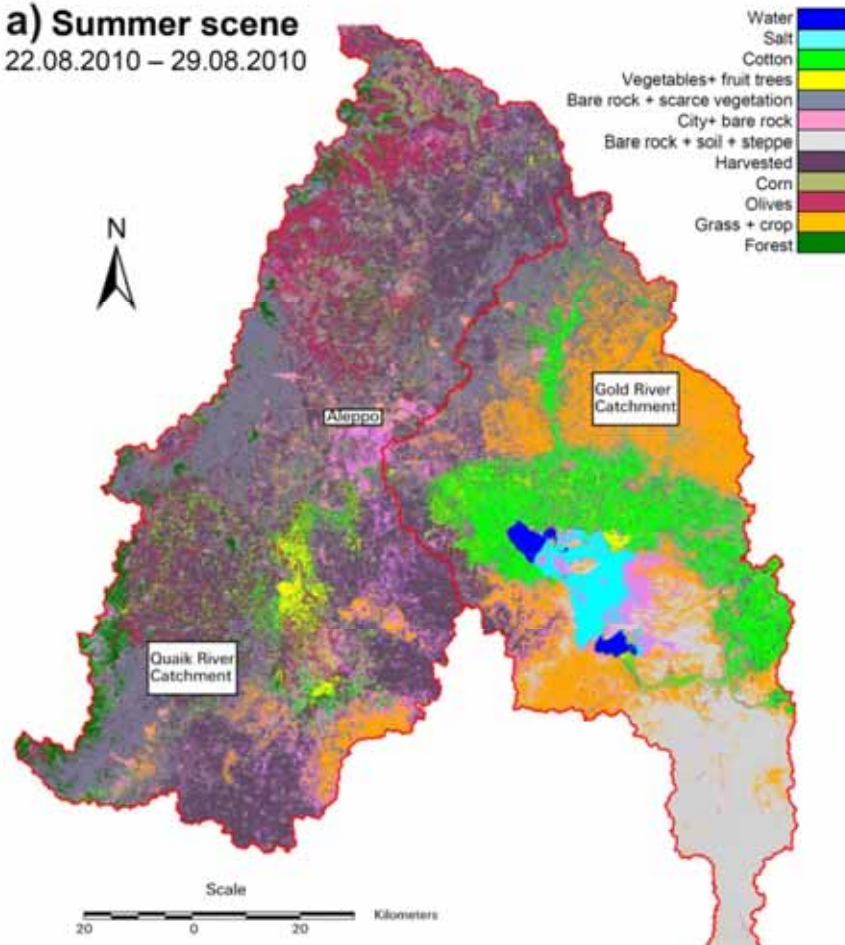 a) Summer scene
22.08.2010 – 29.08.2010
Water
Salt
Cotton
Vegetables+ fruit trees
Bare rock + scarce vegetation
City+ bare rock
Bare rock + soil + steppe
Harvested
Corn
Olives
Grass + crop
Forest
N
Gold River
Catchment
Aleppo
Quaik River
Catchment
Scale
Kilometers
20 0 20